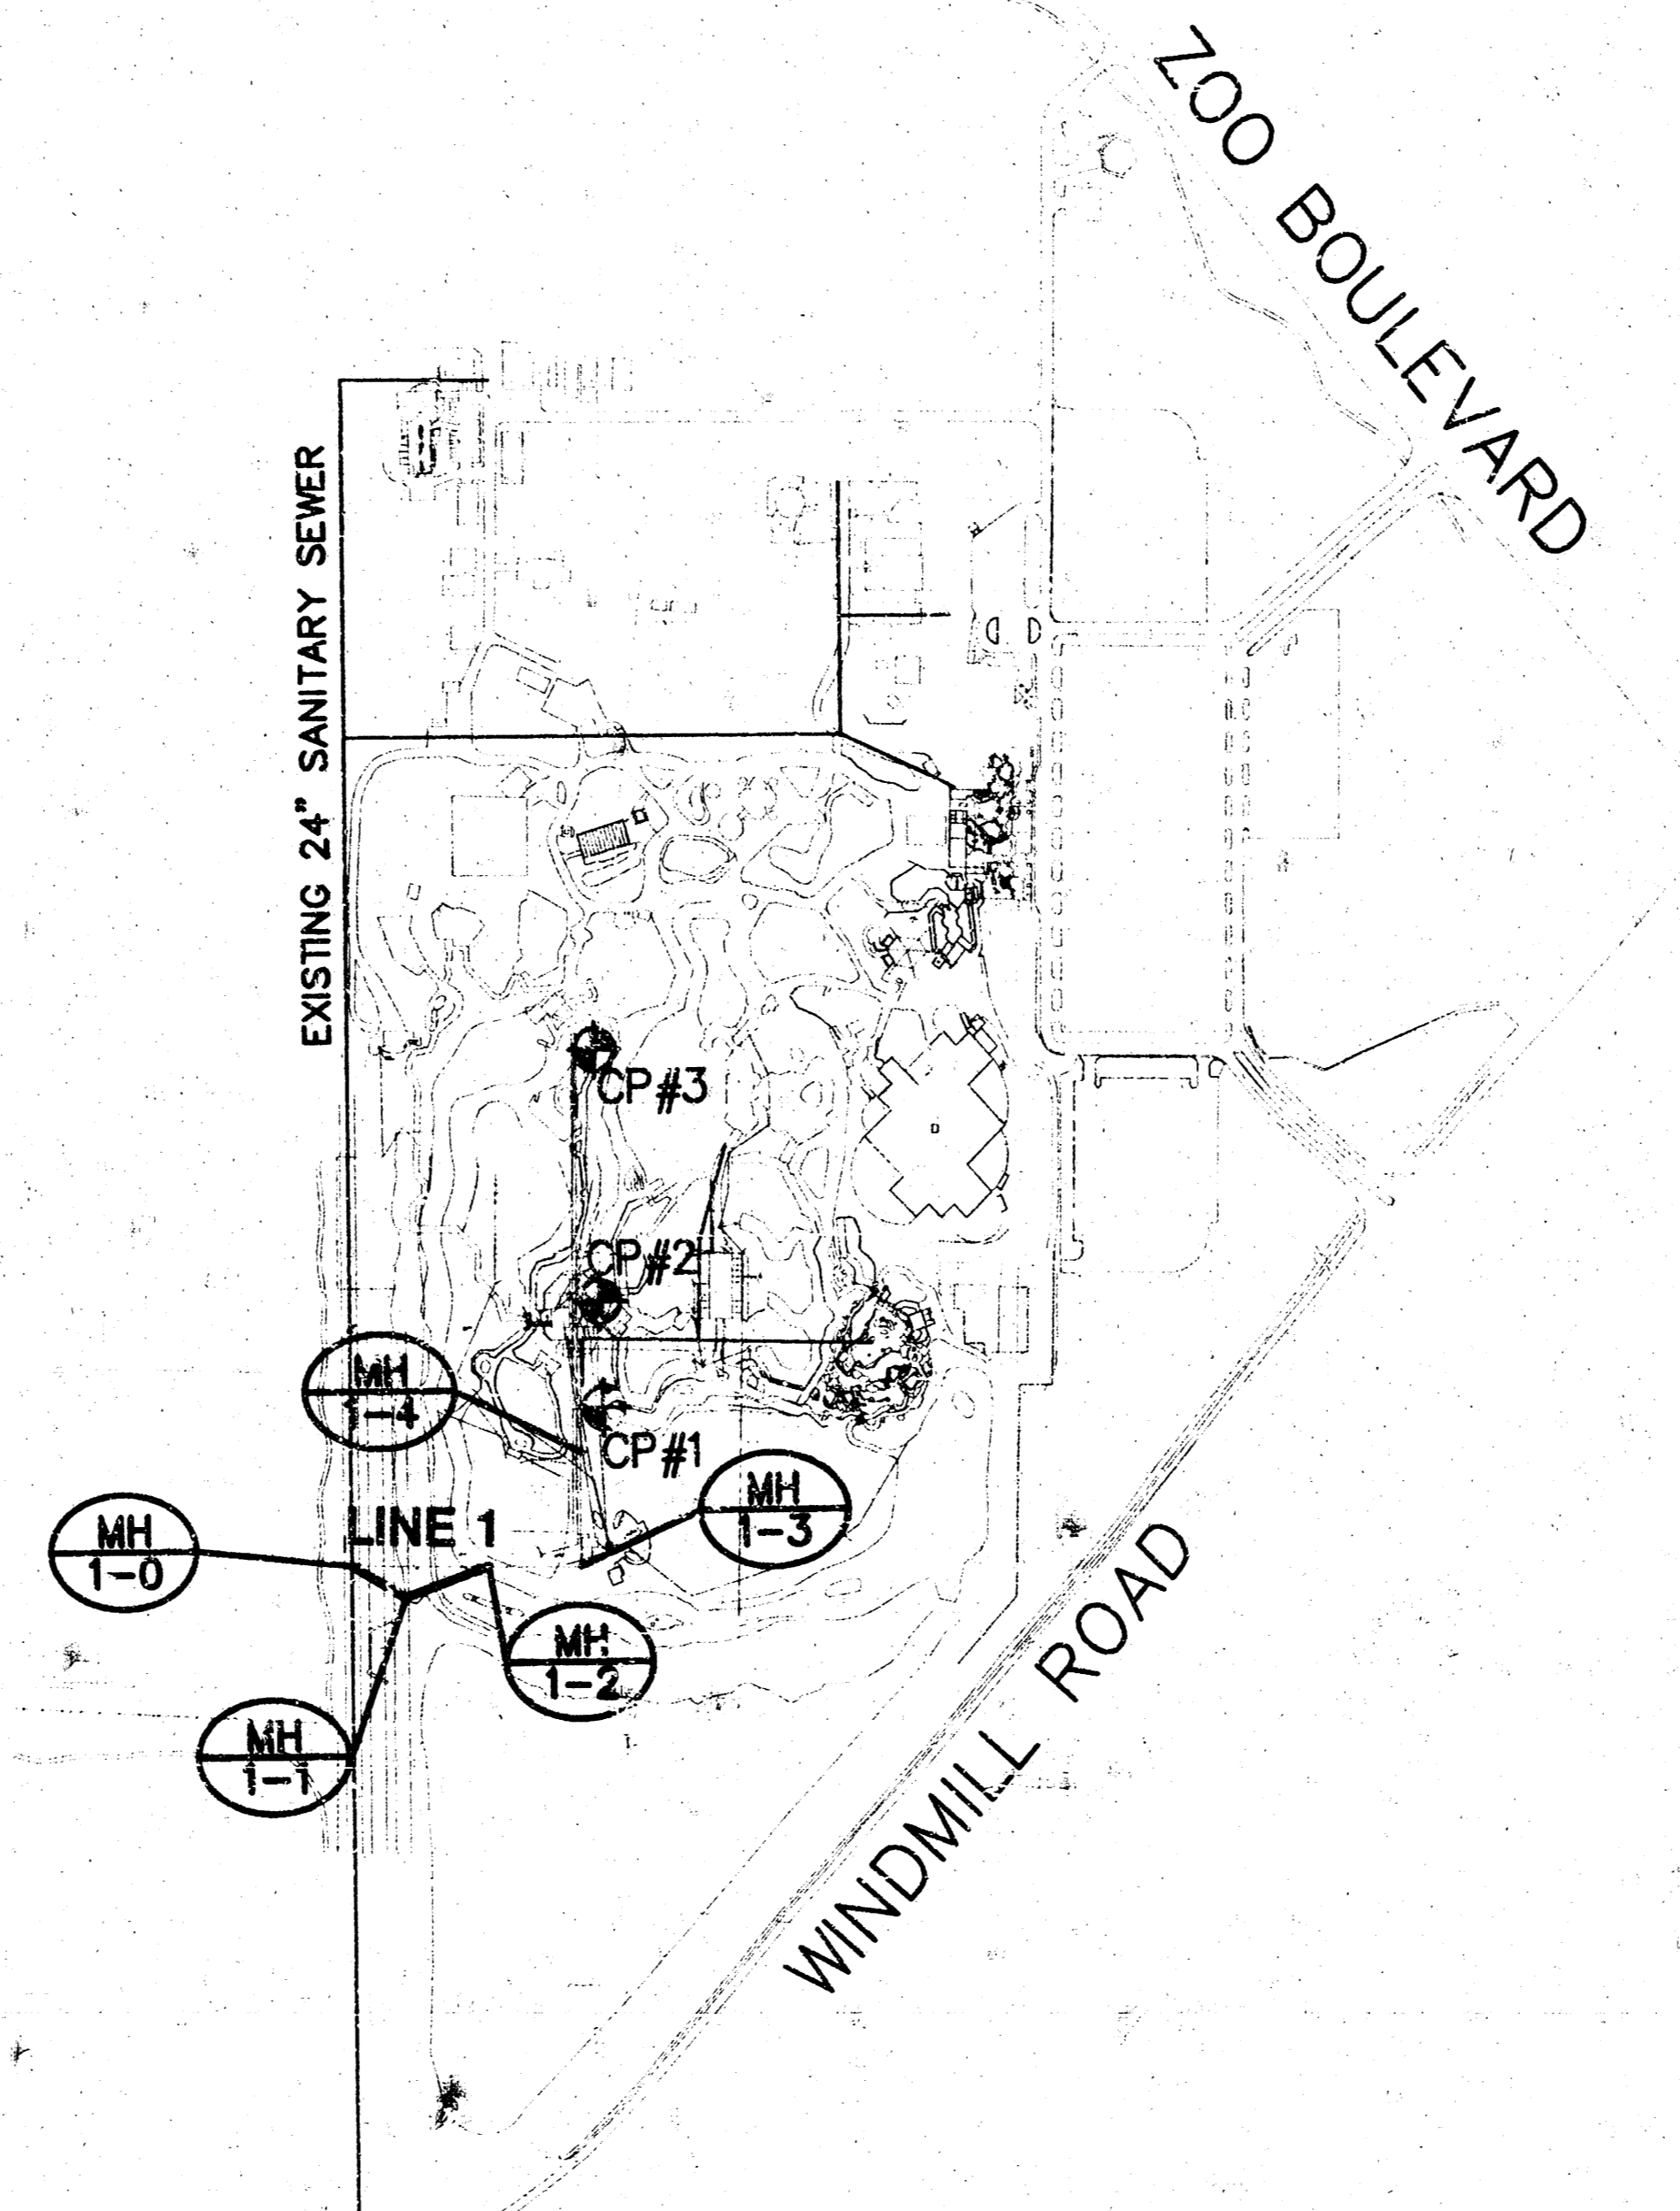 ZOO BOULEVARD
EXISTING 24" SANITARY SEWER
CP#3
CP#2
MH
1-4
CP#1
MH
1-3
LINE 1
MH
1-0
MH
1-2
MH
1-1
WINDMILL ROAD